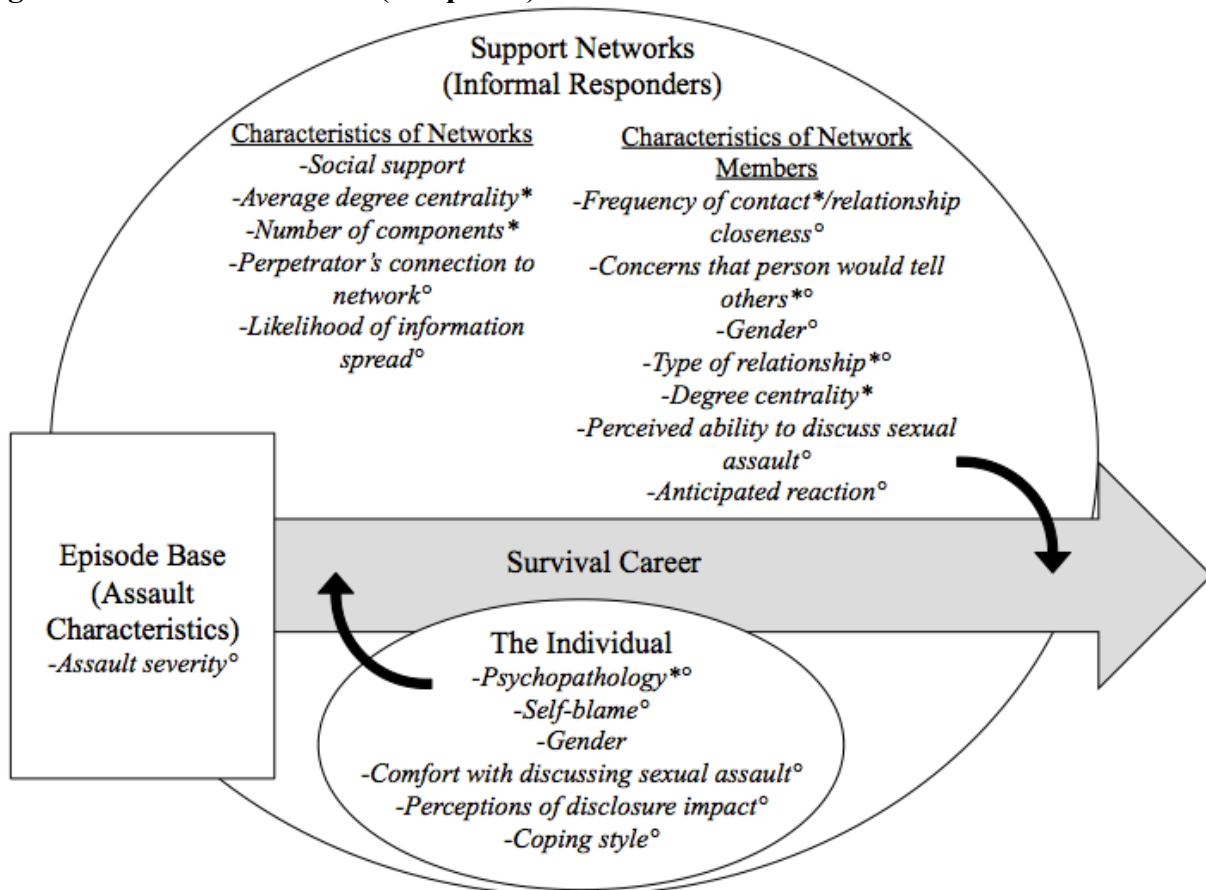 Support Networks
(Informal Responders)
Characteristics of Networks
-Social support
-Average degree centrality*
-Number of components*
-Perpetrator's connection to
network°
-Likelihood of information
spread°
Characteristics of Network
Members
-Frequency of contact*/relationship
closeness°
-Concerns that person would tell
others*°
-Gender°
-Type of relationship*°
-Degree centrality*
-Perceived ability to discuss sexual
assault°
-Anticipated reaction°
Episode Base
(Assault
Characteristics)
-Assault severity°
Survival Career
The Individual
-Psychopathology*°
-Self-blame°
-Gender
-Comfort with discussing sexual assault°
-Perceptions of disclosure impact°
-Coping style°